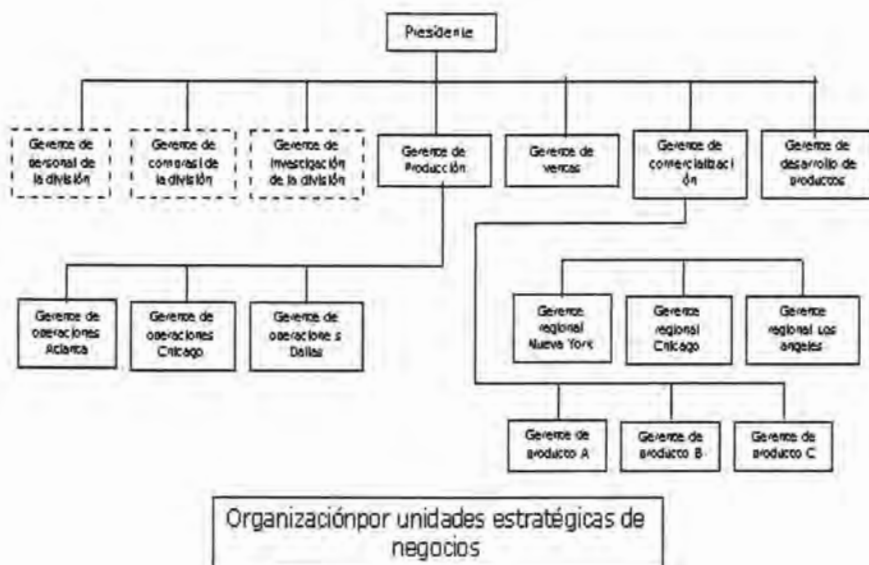 Presidente
Gerente de
personal de
la división
Gerente de
compras de
la división
Gerente de
investigación
de la división
Gerente de
Producción
Gerente de
ventas
Gerente de
comercializaci
ón
Gerente de
desarrollo de
productos
Gerente de
operaciones
Atlanta
Gerente de
operaciones
Chicago
Gerente de
operaciones
Dallas
Gerente
regional
Nueva York
Gerente
regional
Chicago
Gerente
regional Los
angeles
Gerente de
producto A
Gerente de
producto B
Gerente de
producto C
Organizaciónpor unidades estratégicas de
negocios